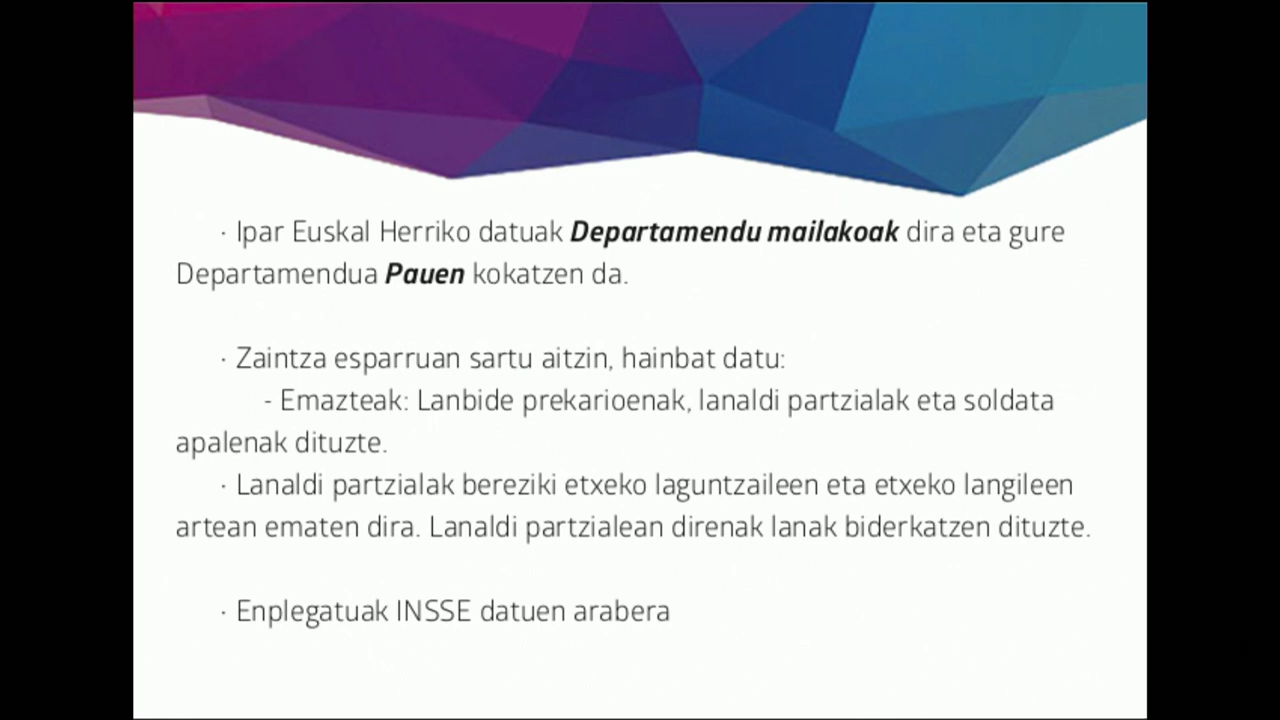 · Ipar Euskal Herriko datuak Departamendu mailakoak dira eta gure
Departamendua Pauen kokatzen da.
· Zaintza esparruan sartu aitzin, hainbat datu:
- Emazteak: Lanbide prekarioenak, lanaldi partzialak eta soldata
apalenak dituzte.
· Lanaldi partzialak bereziki etxeko laguntzaileen eta etxeko langileen
artean ematen dira. Lanaldi partzialean direnak lanak biderkatzen dituzte.
· Enplegatuak INSSE datuen arabera